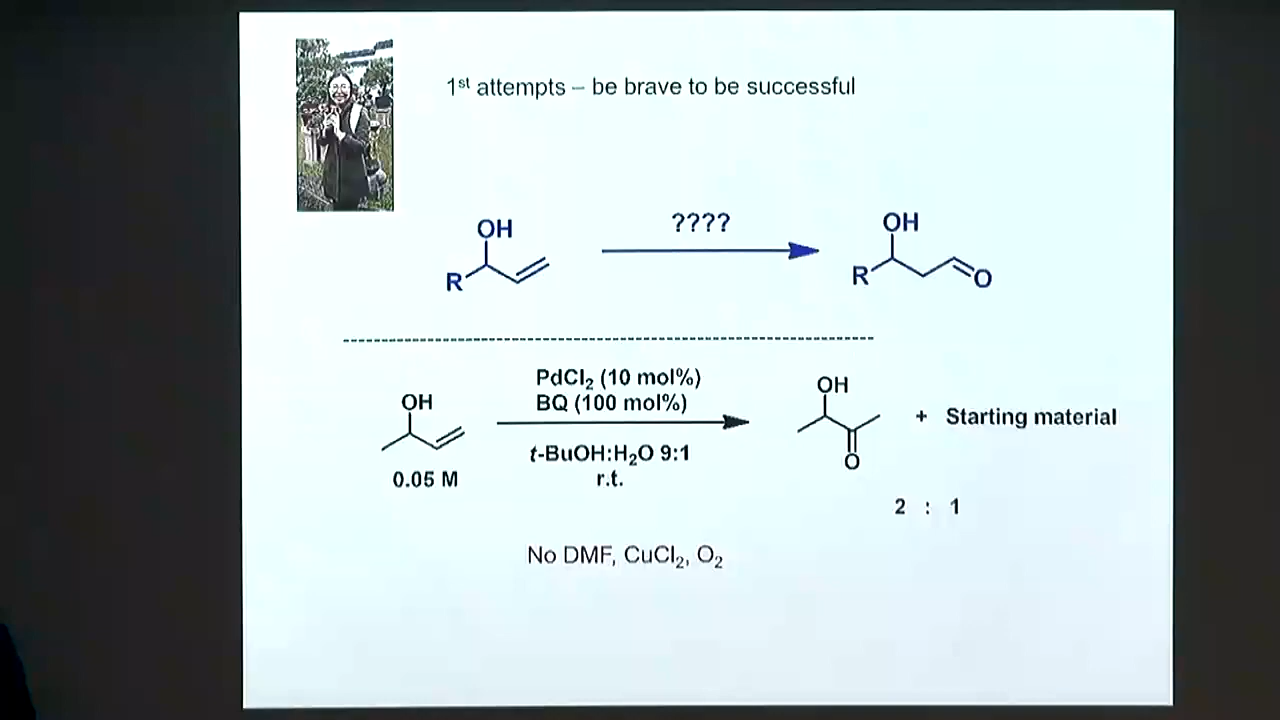 1st attempts – be brave to be successful
OH
R
????
OH
R
O
PdCl2 (10 mol%)
BQ (100 mol%)
OH
0.05 M
t-BuOH:H2O 9:1
r.t.
OH
O
+ Starting material
2 : 1
No DMF, CuCl2, O2